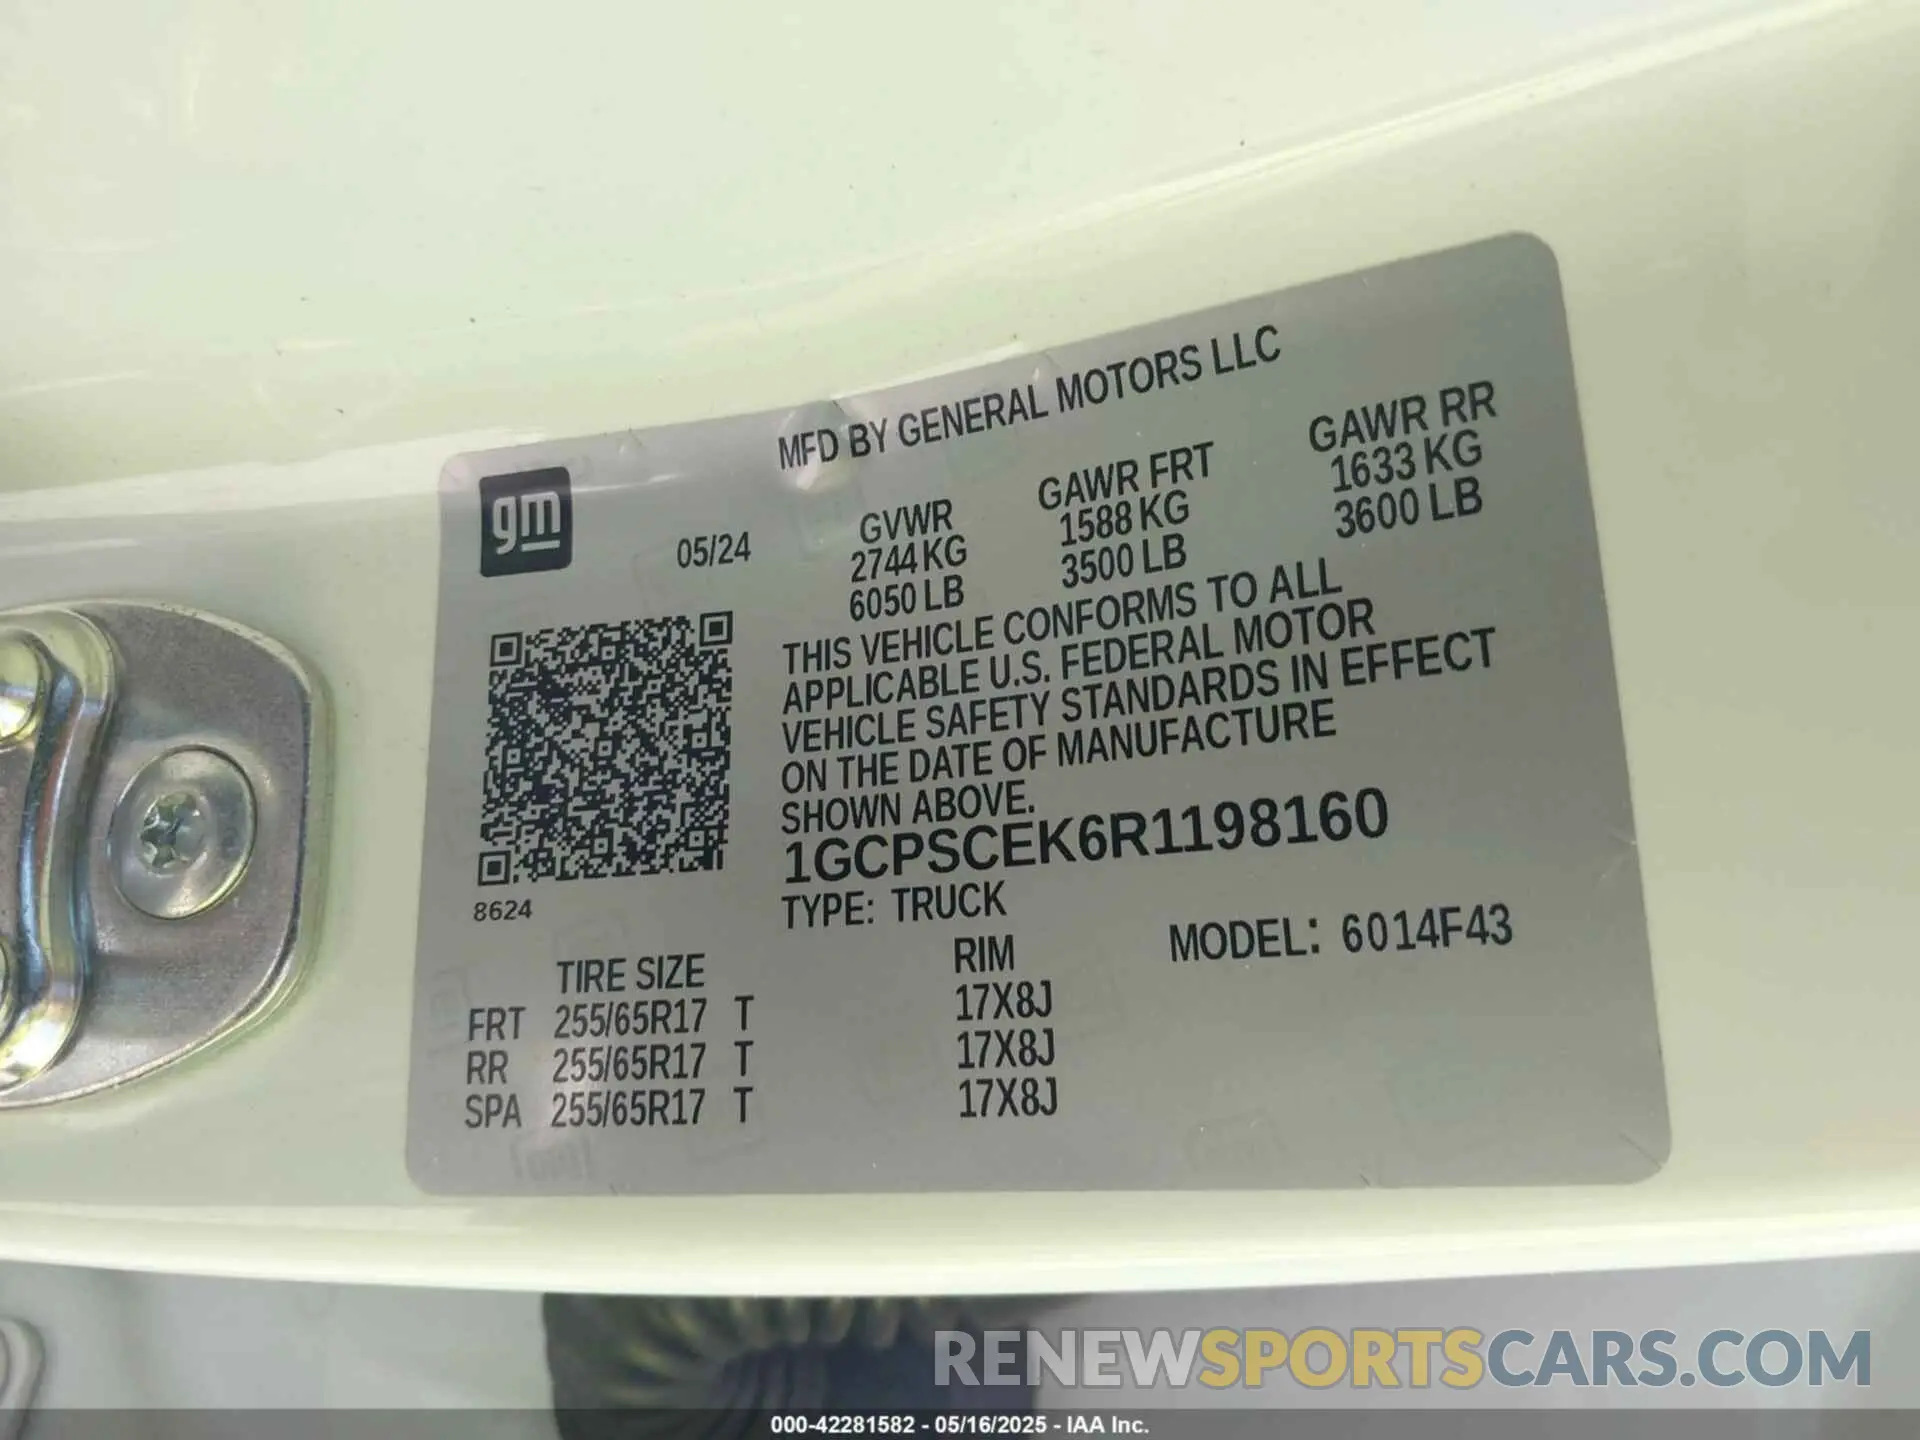 MFD BY GENERAL MOTORS LLC
gm
05/24
GVWR
2744KG
6050 LB
GAWR FRT
1588 KG
3500 LB
GAWR RR
1633 KG
3600 LB
THIS VEHICLE CONFORMS TO ALL
APPLICABLE U.S. FEDERAL MOTOR
VEHICLE SAFETY STANDARDS IN EFFECT
ON THE DATE OF MANUFACTURE
SHOWN ABOVE.
1GCPSCEK6R1198160
8624
TYPE: TRUCK
MODEL: 6014F43
TIRE SIZE RIM
FRT 255/65R17 T 17X8J
RR 255/65R17 T 17X8J
SPA 255/65R17 T 17X8J
RENEWSPORTSCARS.COM
000-42281582 - 05/16/2025 - IAA Inc.